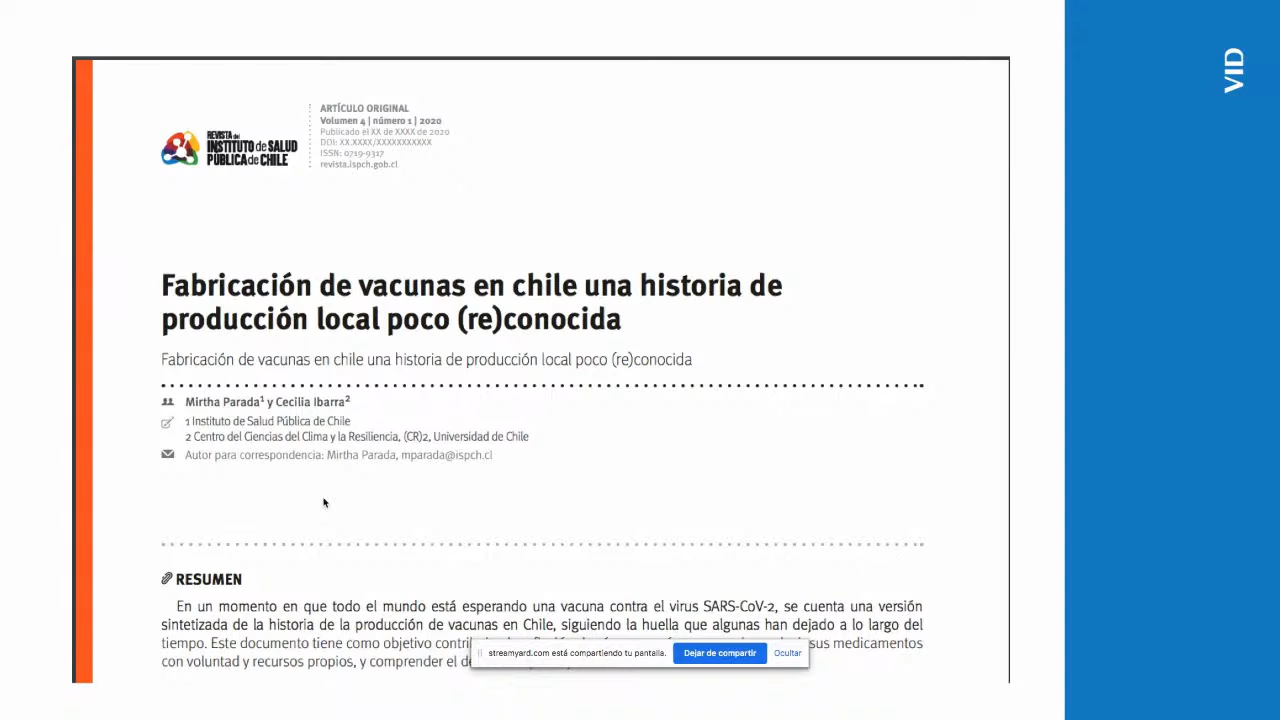 VID
REVISTA del
INSTITUTO de SALUD
PÚBLICA de CHILE
ARTÍCULO ORIGINAL
Volumen 4 | número 1 | 2020
Publicado el XX de XXXX de 2020
DOI: XX.XXXX/XXXXXXXXXXX
ISSN: 0719-9317
revista.ispch.gob.cl
Fabricación de vacunas en chile una historia de
producción local poco (re)conocida
Fabricación de vacunas en chile una historia de producción local poco (re)conocida
Mirtha Parada1 y Cecilia Ibarra2
1 Instituto de Salud Pública de Chile
2 Centro del Ciencias del Clima y la Resiliencia, (CR)2, Universidad de Chile
Autor para correspondencia: Mirtha Parada, mparada@ispch.cl
RESUMEN
En un momento en que todo el mundo está esperando una vacuna contra el virus SARS-CoV-2, se cuenta una versión
sintetizada de la historia de la producción de vacunas en Chile, siguiendo la huella que algunas han dejado a lo largo del
tiempo. Este documento tiene como objetivo sus medicamentos
con voluntad y recursos propios, y comprender el
streamyard.com está compartiendo tu pantalla. Dejar de compartir Ocultar